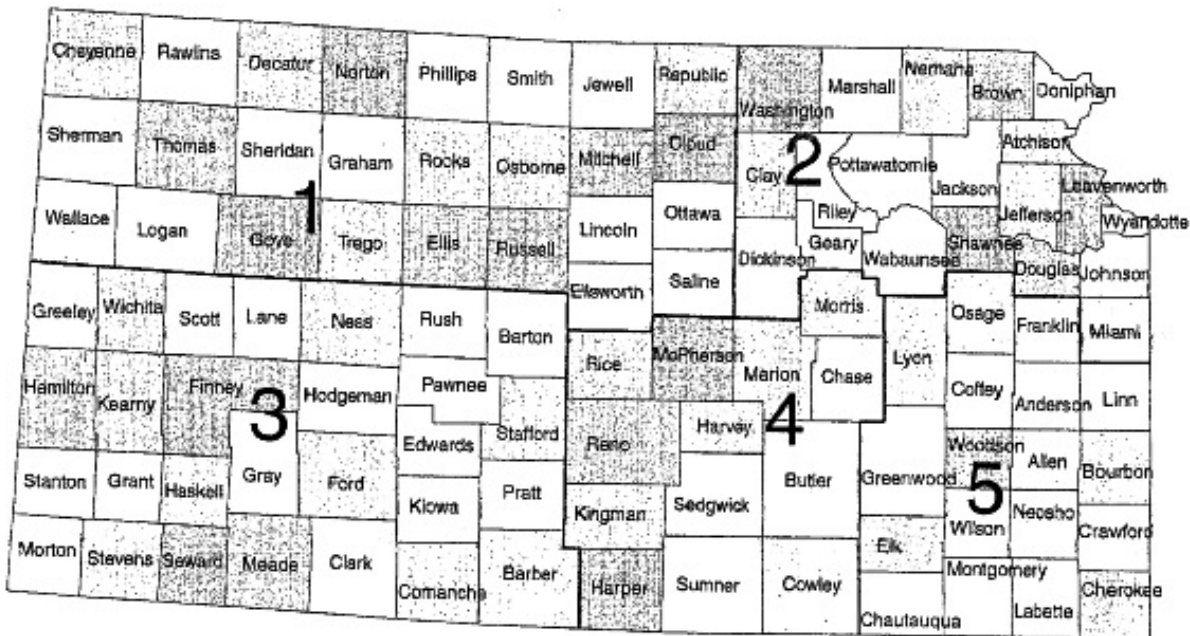 Cheyenne Rawlins Decatur Norton Phillips Smith Jewell Republic Washington Marshall Nemaha Brown Doniphan
Sherman Thomas Sheridan Graham Rooks Osborne Mitchell Cloud Clay 2 Pottawatomie Jackson Atchison
1
Wallace Logan Gove Trego Ellis Russell Lincoln Ottawa Riley Jefferson Leavenworth Wyandotte
Ellsworth Saline Dickinson Geary Wabaunsee Shawnee Douglas Johnson
Greeley Wichita Scott Lane Ness Rush Barton Morris Osage Franklin Miami
Rice McPherson Marion Chase Lyon
Hamilton Kearny Finney 3 Hodgeman Pawnee Coffey Anderson Linn
Edwards Stafford Reno Harvey 4
Stanton Grant Haskell Gray Ford Kiowa Pratt Kingman Sedgwick Butler Greenwood Woodson Allen Bourbon
5
Wilson Neosho Crawford
Morton Stevens Seward Meade Clark Comanche Barber Harper Sumner Cowley Elk Montgomery Cherokee
Chautauqua Labette